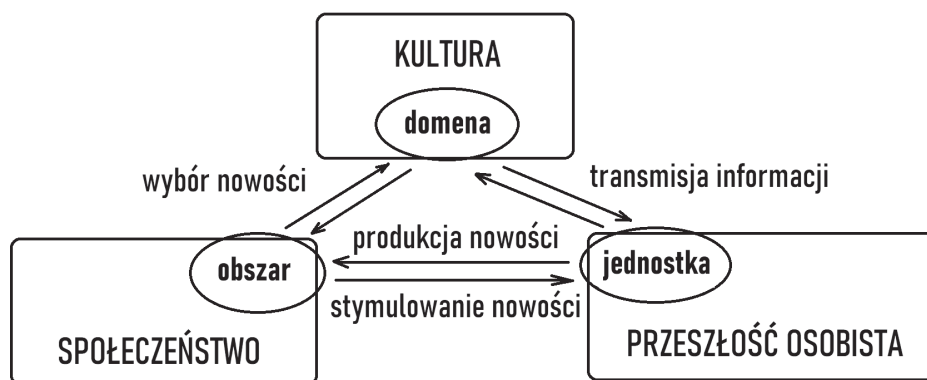 KULTURA
domena
wybór nowości
transmisja informacji
produkcja nowości
obszar
jednostka
stymulowanie nowości
SPOŁECZEŃSTWO
PRZESZŁOŚĆ OSOBISTA